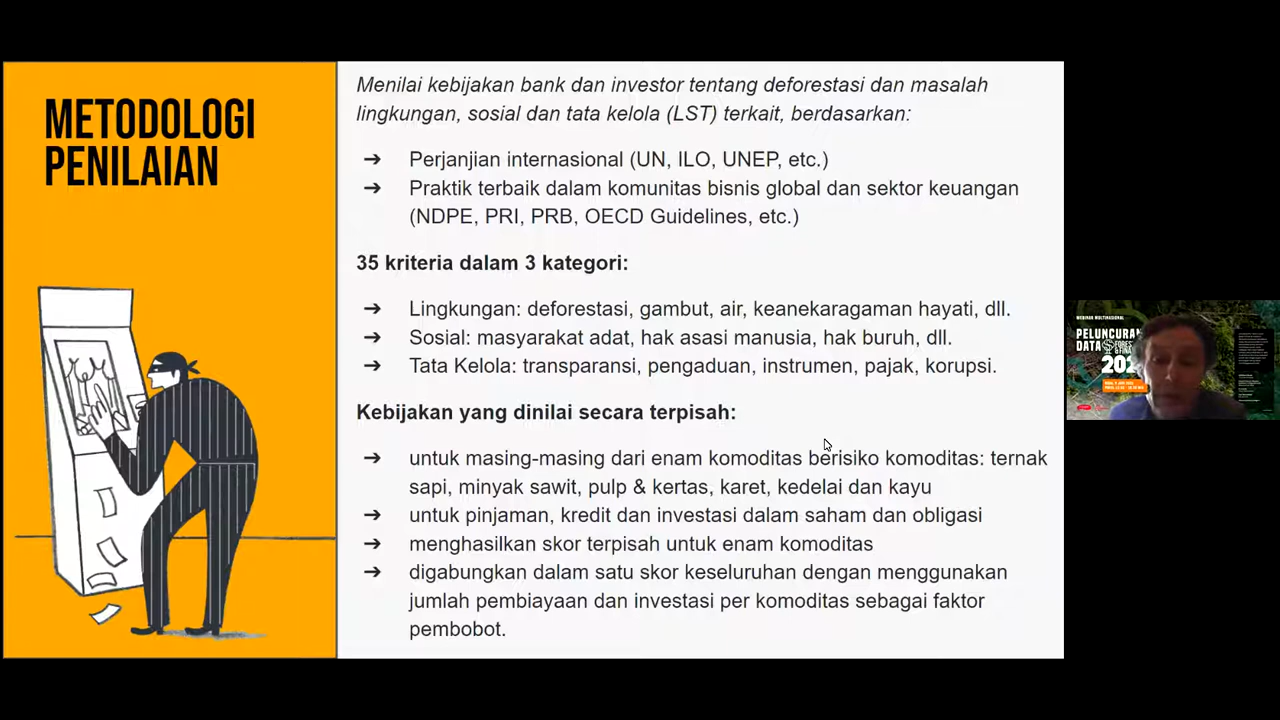 METODOLOGI
PENILAIAN
Menilai kebijakan bank dan investor tentang deforestasi dan masalah
lingkungan, sosial dan tata kelola (LST) terkait, berdasarkan:
➔ Perjanjian internasional (UN, ILO, UNEP, etc.)
➔ Praktik terbaik dalam komunitas bisnis global dan sektor keuangan
(NDPE, PRI, PRB, OECD Guidelines, etc.)
35 kriteria dalam 3 kategori:
➔ Lingkungan: deforestasi, gambut, air, keanekaragaman hayati, dll.
➔ Sosial: masyarakat adat, hak asasi manusia, hak buruh, dll.
➔ Tata Kelola: transparansi, pengaduan, instrumen, pajak, korupsi.
Kebijakan yang dinilai secara terpisah:
➔ untuk masing-masing dari enam komoditas berisiko komoditas: ternak
sapi, minyak sawit, pulp & kertas, karet, kedelai dan kayu
➔ untuk pinjaman, kredit dan investasi dalam saham dan obligasi
➔ menghasilkan skor terpisah untuk enam komoditas
➔ digabungkan dalam satu skor keseluruhan dengan menggunakan
jumlah pembiayaan dan investasi per komoditas sebagai faktor
pembobot.
WEBINAR MULTINASIONAL
PELUNCURAN
DATA